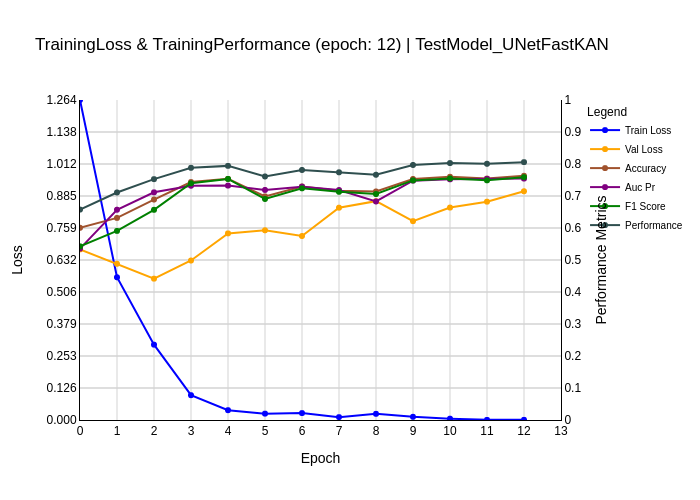 TrainingLoss & TrainingPerformance (epoch: 12) | TestModel_UNetFastKAN
1.264
1.138
1.012
0.885
0.759
0.632
0.506
0.379
0.253
0.126
0.000
Loss
0 1 2 3 4 5 6 7 8 9 10 11 12 13
Epoch
1
0.9
0.8
0.7
0.6
0.5
0.4
0.3
0.2
0.1
0
Performance Metrics
Legend
Train Loss
Val Loss
Accuracy
Auc Pr
F1 Score
Performance